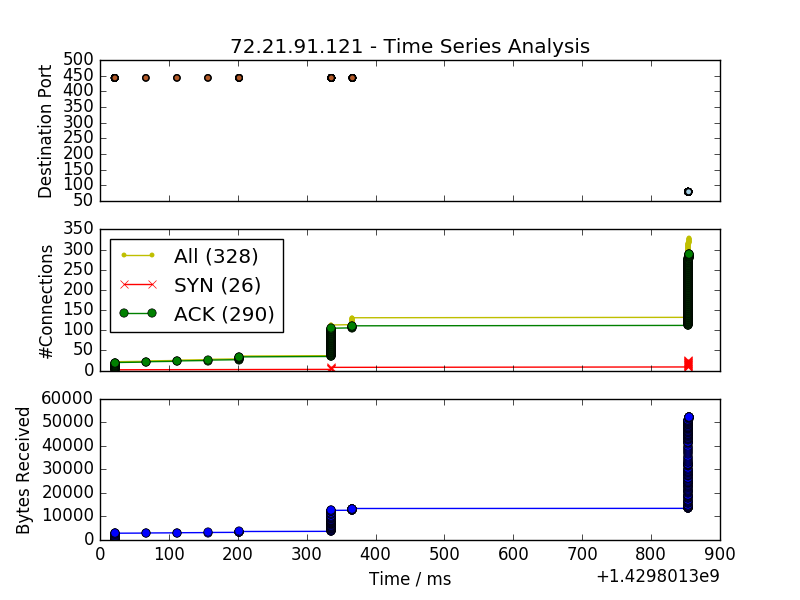 72.21.91.121 - Time Series Analysis
Destination Port
500
450
400
350
300
250
200
150
100
50
#Connections
350
300
250
200
150
100
50
0
All (328)
SYN (26)
ACK (290)
Bytes Received
60000
50000
40000
30000
20000
10000
0
0 100 200 300 400 500 600 700 800 900
Time / ms
+1.4298013e9